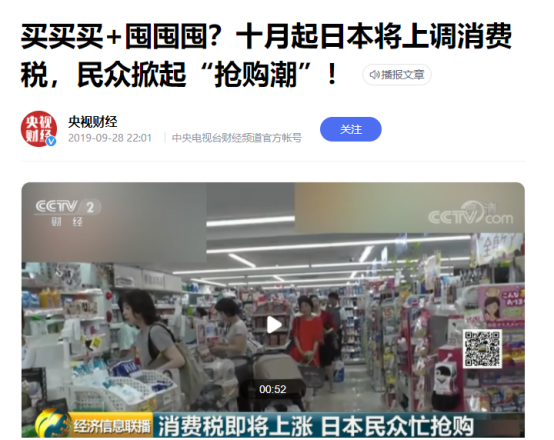 买买买+囤囤囤？十月起日本将上调消费
税，民众掀起“抢购潮”！
播报文章
央视财经
央视
财经
2019-09-28 22:01
中央电视台财经频道官方帐号
关注
CCTV 2
财 经
CCTV.com
00:52
经济信息联播
消费税即将上涨 日本民众忙抢购